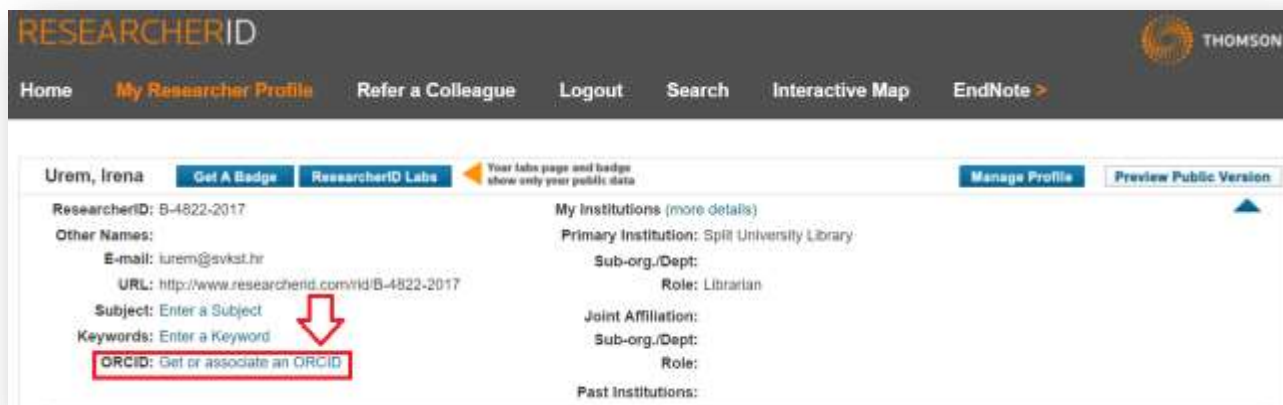 RESEARCHERID
THOMSON
Home My Researcher Profile Refer a Colleague Logout Search Interactive Map EndNote >
Urem, Irena Get A Badge ResearcherID Labs Your labs page and badge
show only your public data
Manage Profile Preview Public Version
ResearcherID: B-4822-2017
Other Names:
E-mail: iurem@svkst.hr
URL: http://www.researcherid.com/rid/B-4822-2017
Subject: Enter a Subject
Keywords: Enter a Keyword
ORCID: Get or associate an ORCID
My Institutions (more details)
Primary Institution: Split University Library
Sub-org./Dept:
Role: Librarian
Joint Affiliation:
Sub-org./Dept:
Role:
Past Institutions: